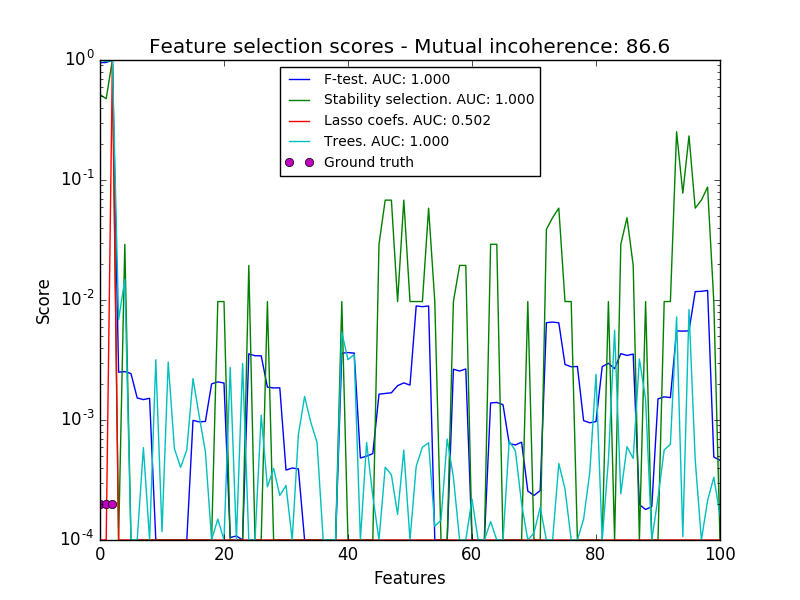 Feature selection scores - Mutual incoherence: 86.6
10^0
F-test. AUC: 1.000
Stability selection. AUC: 1.000
Lasso coefs. AUC: 0.502
Trees. AUC: 1.000
Ground truth
10^-1
10^-2
10^-3
10^-4
Score
0 20 40 60 80 100
Features